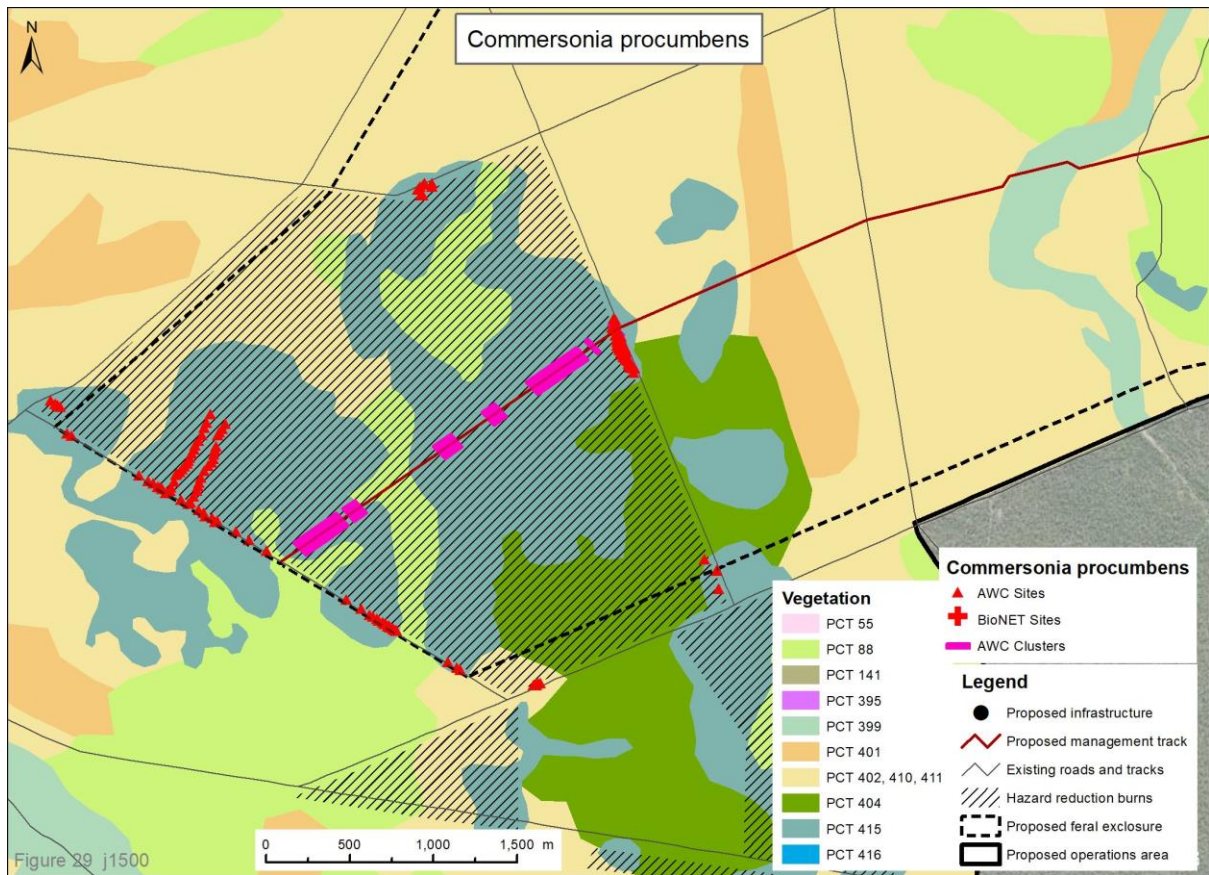 N
Commersonia procumbens
Vegetation
PCT 55
PCT 88
PCT 141
PCT 395
PCT 399
PCT 401
PCT 402, 410, 411
PCT 404
PCT 415
PCT 416
Commersonia procumbens
AWC Sites
BioNET Sites
AWC Clusters
Legend
Proposed infrastructure
Proposed management track
Existing roads and tracks
Hazard reduction burns
Proposed feral exclosure
Proposed operations area
0 500 1,000 1,500 m
Figure 29 j1500